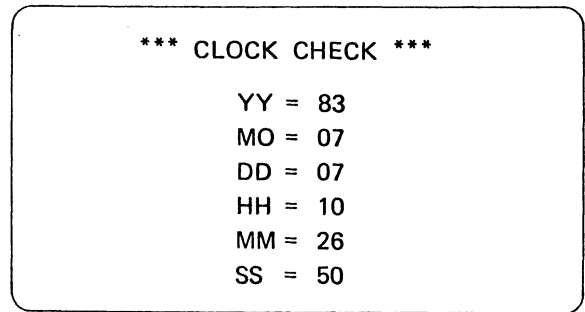 *** CLOCK CHECK ***
YY = 83
MO = 07
DD = 07
HH = 10
MM = 26
SS = 50